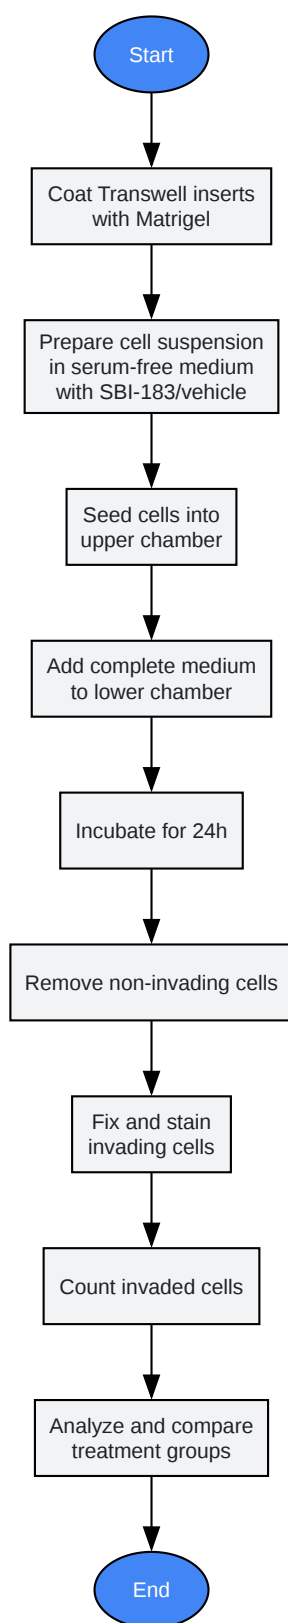 Start
Coat Transwell inserts
with Matrigel
Prepare cell suspension
in serum-free medium
with SBI-183/vehicle
Seed cells into
upper chamber
Add complete medium
to lower chamber
Incubate for 24h
Remove non-invading cells
Fix and stain
invading cells
Count invaded cells
Analyze and compare
treatment groups
End